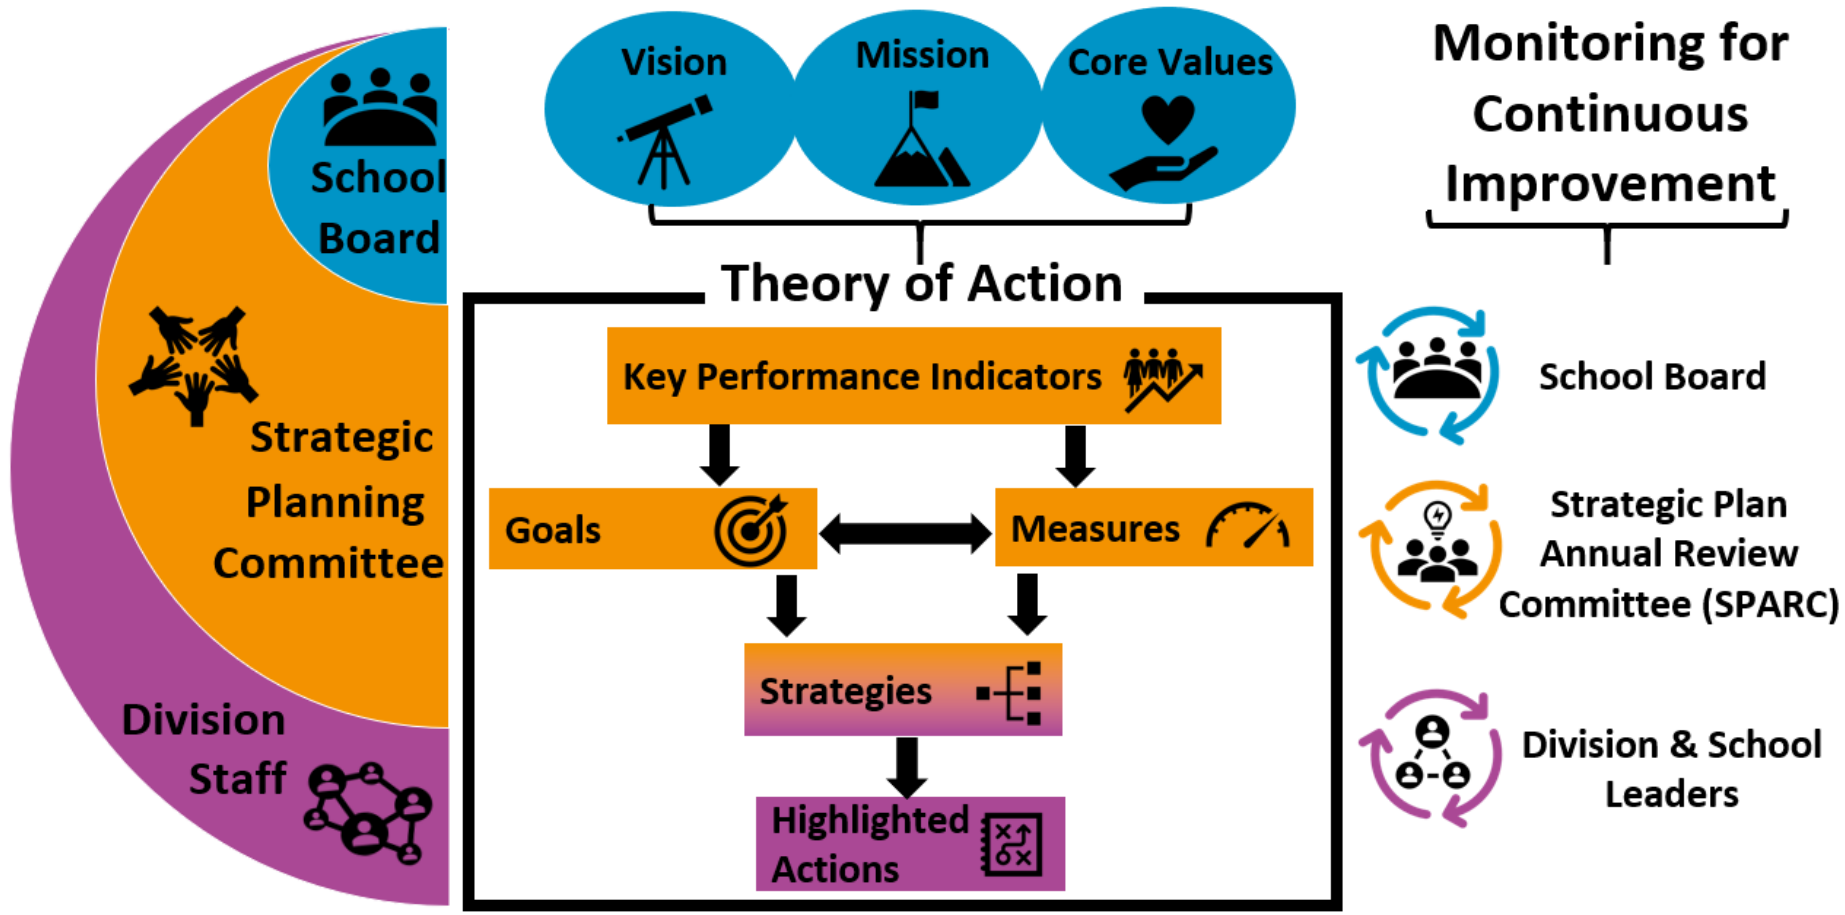 School
Board
Strategic
Planning
Committee
Division
Staff
Vision
Mission
Core Values
Theory of Action
Key Performance Indicators
Goals
Measures
Strategies
Highlighted
Actions
Monitoring for
Continuous
Improvement
School Board
Strategic Plan
Annual Review
Committee (SPARC)
Division & School
Leaders